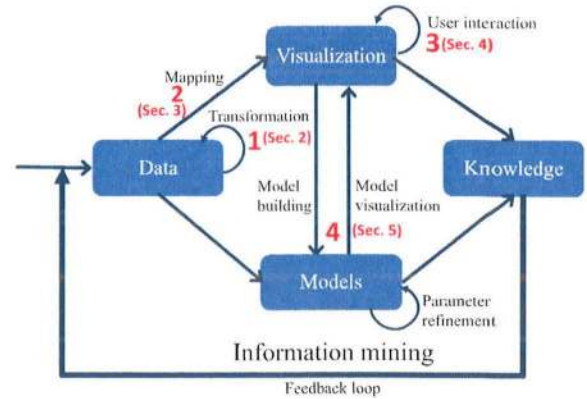 User interaction
3 (Sec. 4)
Visualization
Mapping
2
(Sec. 3)
Transformation
1 (Sec. 2)
Data
Knowledge
Model
building
Model
visualization
4 (Sec. 5)
Models
Parameter
refinement
Information mining
Feedback loop